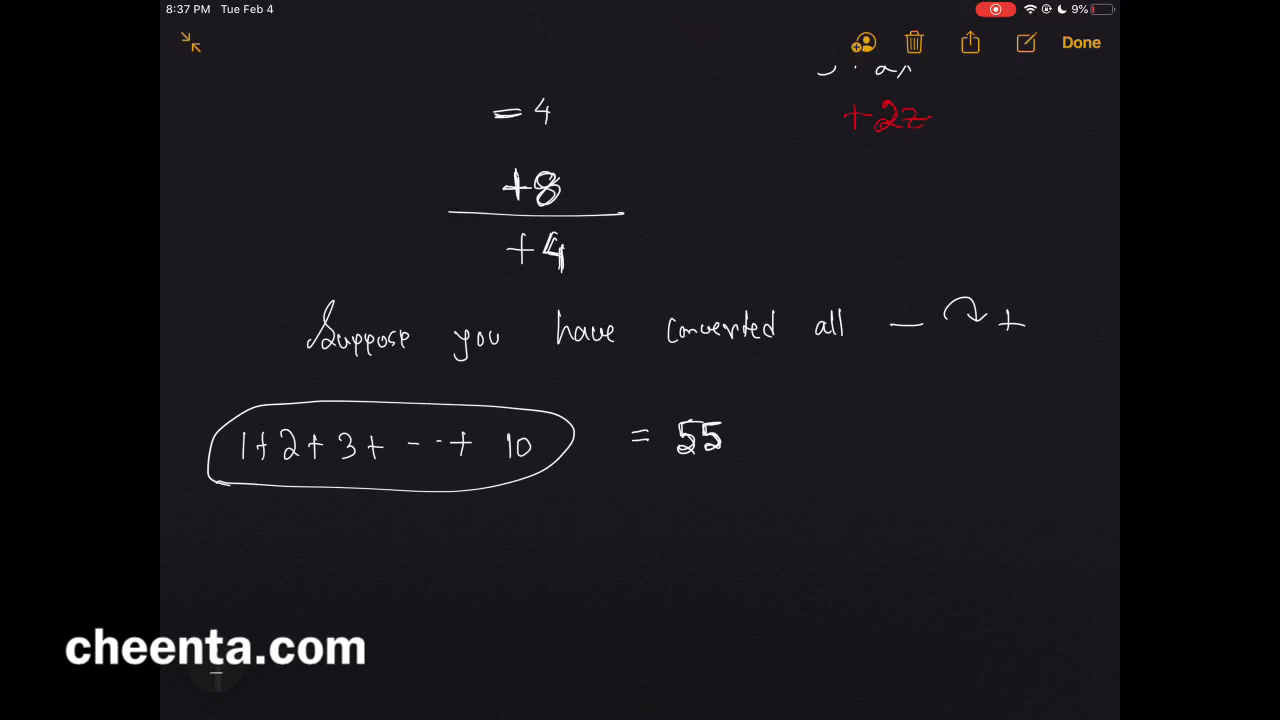 8:37 PM Tue Feb 4 9%
Done
= 4
+2z
+8
+4
Suppose you have converted all − +
1+2+3+ - - -+ 10 = 55
cheenta.com